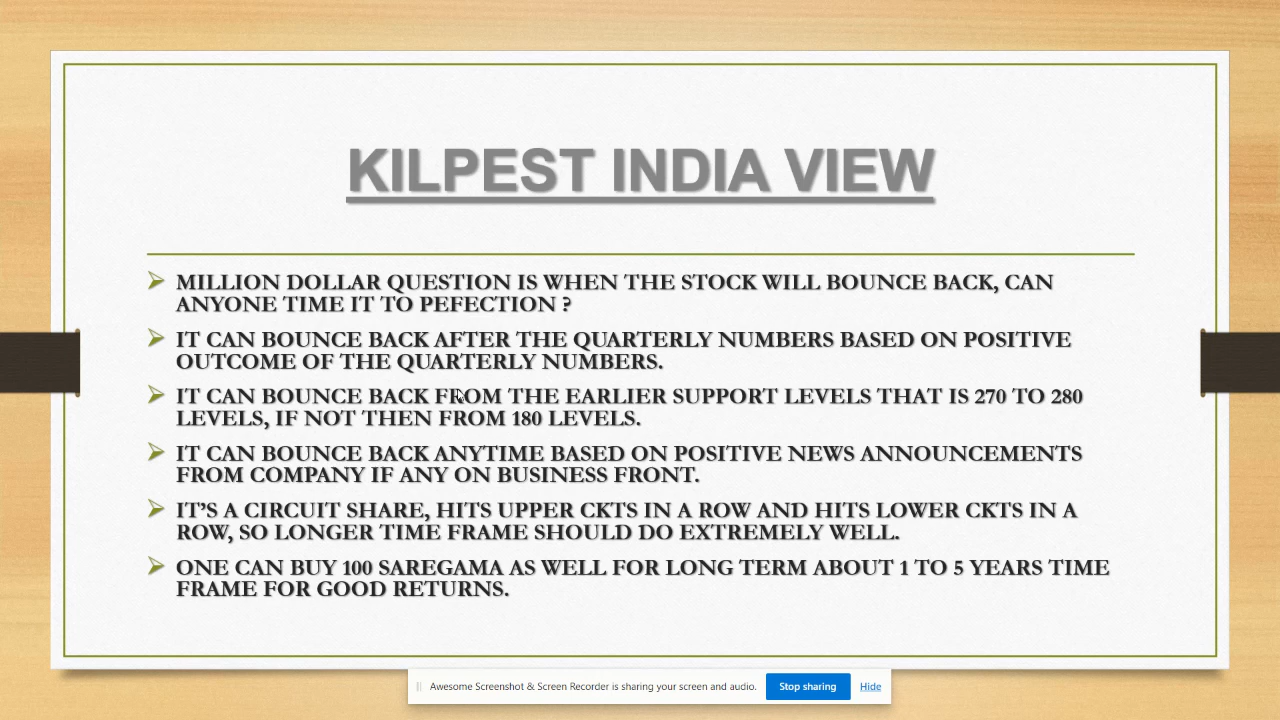 KILPEST INDIA VIEW
MILLION DOLLAR QUESTION IS WHEN THE STOCK WILL BOUNCE BACK, CAN
ANYONE TIME IT TO PEFECTION ?
IT CAN BOUNCE BACK AFTER THE QUARTERLY NUMBERS BASED ON POSITIVE
OUTCOME OF THE QUARTERLY NUMBERS.
IT CAN BOUNCE BACK FROM THE EARLIER SUPPORT LEVELS THAT IS 270 TO 280
LEVELS, IF NOT THEN FROM 180 LEVELS.
IT CAN BOUNCE BACK ANYTIME BASED ON POSITIVE NEWS ANNOUNCEMENTS
FROM COMPANY IF ANY ON BUSINESS FRONT.
IT’S A CIRCUIT SHARE, HITS UPPER CKTS IN A ROW AND HITS LOWER CKTS IN A
ROW, SO LONGER TIME FRAME SHOULD DO EXTREMELY WELL.
ONE CAN BUY 100 SAREGAMA AS WELL FOR LONG TERM ABOUT 1 TO 5 YEARS TIME
FRAME FOR GOOD RETURNS.
Awesome Screenshot & Screen Recorder is sharing your screen and audio. Stop sharing Hide